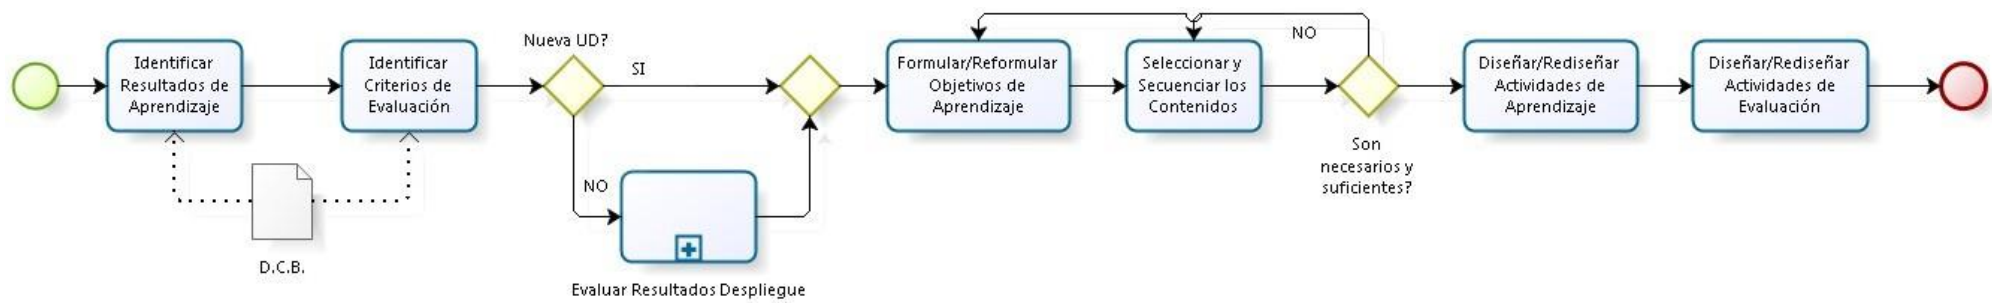 Identificar
Resultados de
Aprendizaje
Identificar
Criterios de
Evaluación
Nueva UD?
SI
NO
Evaluar Resultados Despliegue
D.C.B.
Formular/Reformular
Objetivos de
Aprendizaje
Seleccionar y
Secuenciar los
Contenidos
NO
Son
necesarios y
suficientes?
Diseñar/Rediseñar
Actividades de
Aprendizaje
Diseñar/Rediseñar
Actividades de
Evaluación